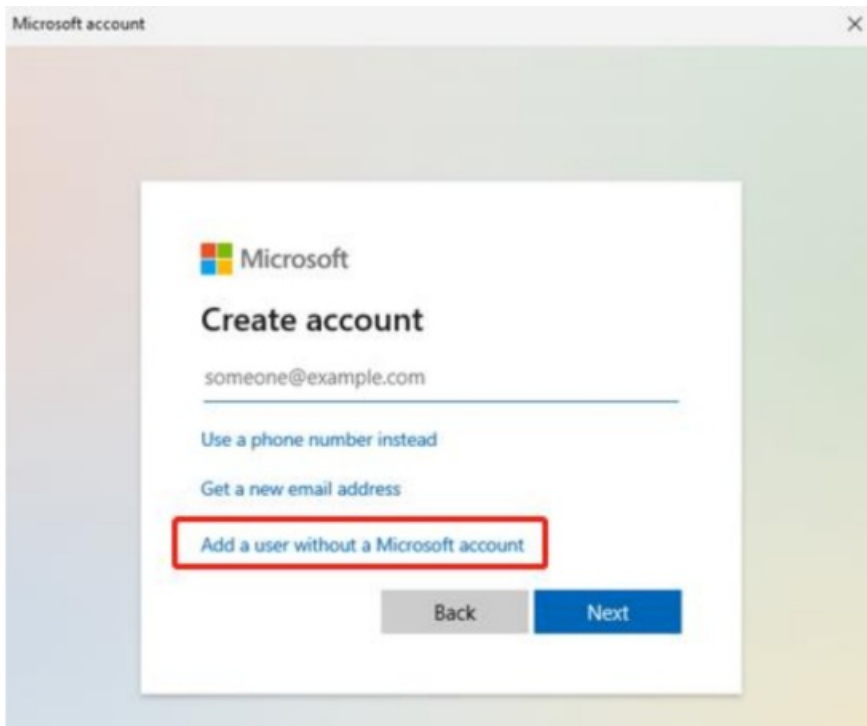 Microsoft account
Microsoft
Create account
someone@example.com
Use a phone number instead
Get a new email address
Add a user without a Microsoft account
Back
Next